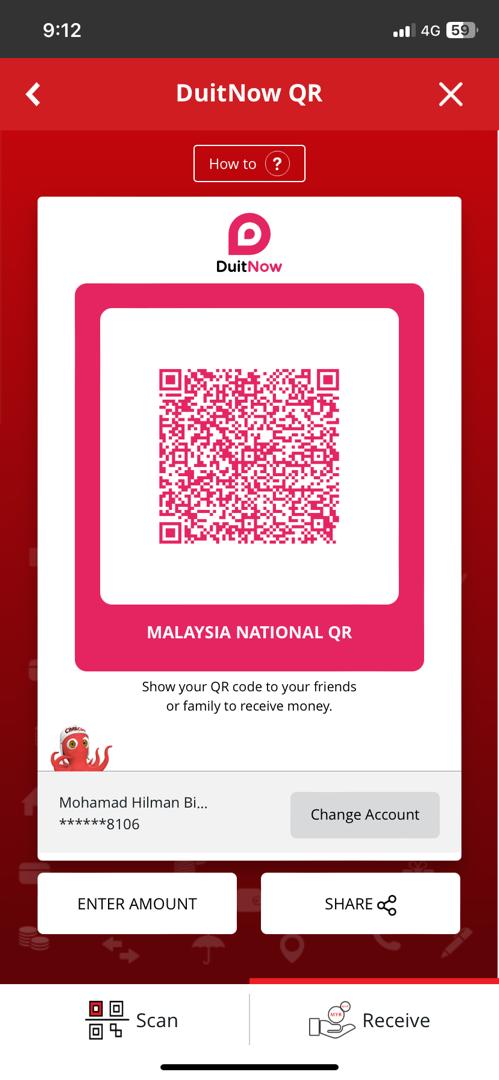 9:12
4G
59
DuitNow QR
How to ?
DuitNow
MALAYSIA NATIONAL QR
Show your QR code to your friends
or family to receive money.
Mohamad Hilman Bi...
******8106
Change Account
ENTER AMOUNT
SHARE
Scan
Receive